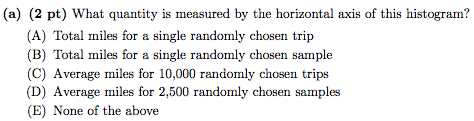 (a) (2 pt) What quantity is measured by the horizontal axis of this histogram?
(A) Total miles for a single randomly chosen trip
(B) Total miles for a single randomly chosen sample
(C) Average miles for 10,000 randomly chosen trips
(D) Average miles for 2,500 randomly chosen samples
(E) None of the above